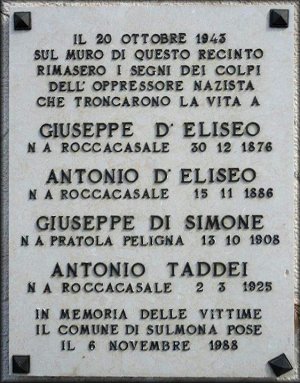 IL 20 OTTOBRE 1943
SUL MURO DI QUESTO RECINTO
RIMASERO I SEGNI DEI COLPI
DELL'OPPRESSORE NAZISTA
CHE TRONCARONO LA VITA A
GIUSEPPE D'ELISEO
N A ROCCACASALE 30 12 1876
ANTONIO D'ELISEO
N A ROCCACASALE 15 11 1886
GIUSEPPE DI SIMONE
N A PRATOLA PELIGNA 13 10 1908
ANTONIO TADDEI
N A ROCCACASALE 2 3 1925
IN MEMORIA DELLE VITTIME
IL COMUNE DI SULMONA POSE
IL 6 NOVEMBRE 1988